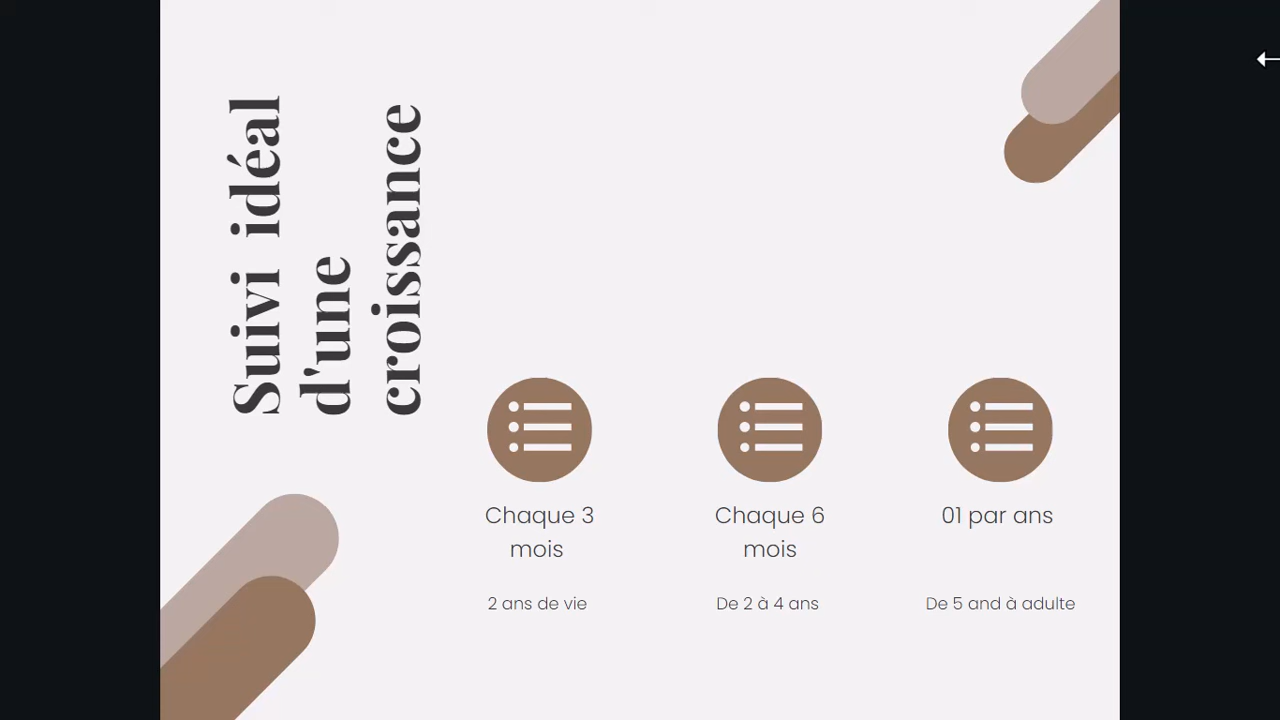 Suivi idéal
d'une
croissance
Chaque 3
mois
2 ans de vie
Chaque 6
mois
De 2 à 4 ans
01 par ans
De 5 and à adulte